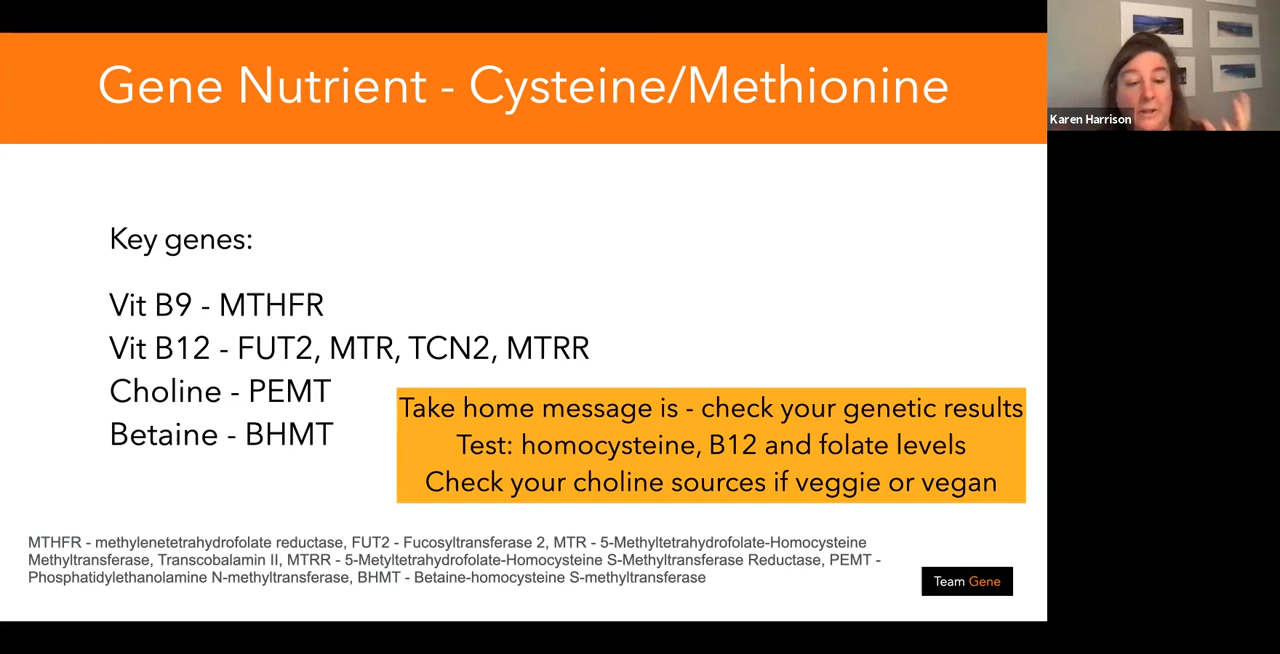 Gene Nutrient - Cysteine/Methionine
Karen Harrison
Key genes:
Vit B9 - MTHFR
Vit B12 - FUT2, MTR, TCN2, MTRR
Choline - PEMT
Betaine - BHMT
Take home message is - check your genetic results
Test: homocysteine, B12 and folate levels
Check your choline sources if veggie or vegan
MTHFR - methylenetetrahydrofolate reductase, FUT2 - Fucosyltransferase 2, MTR - 5-Methyltetrahydrofolate-Homocysteine
Methyltransferase, Transcobalamin II, MTRR - 5-Metyltetrahydrofolate-Homocysteine S-Methyltransferase Reductase, PEMT -
Phosphatidylethanolamine N-methyltransferase, BHMT - Betaine-homocysteine S-methyltransferase
Team Gene